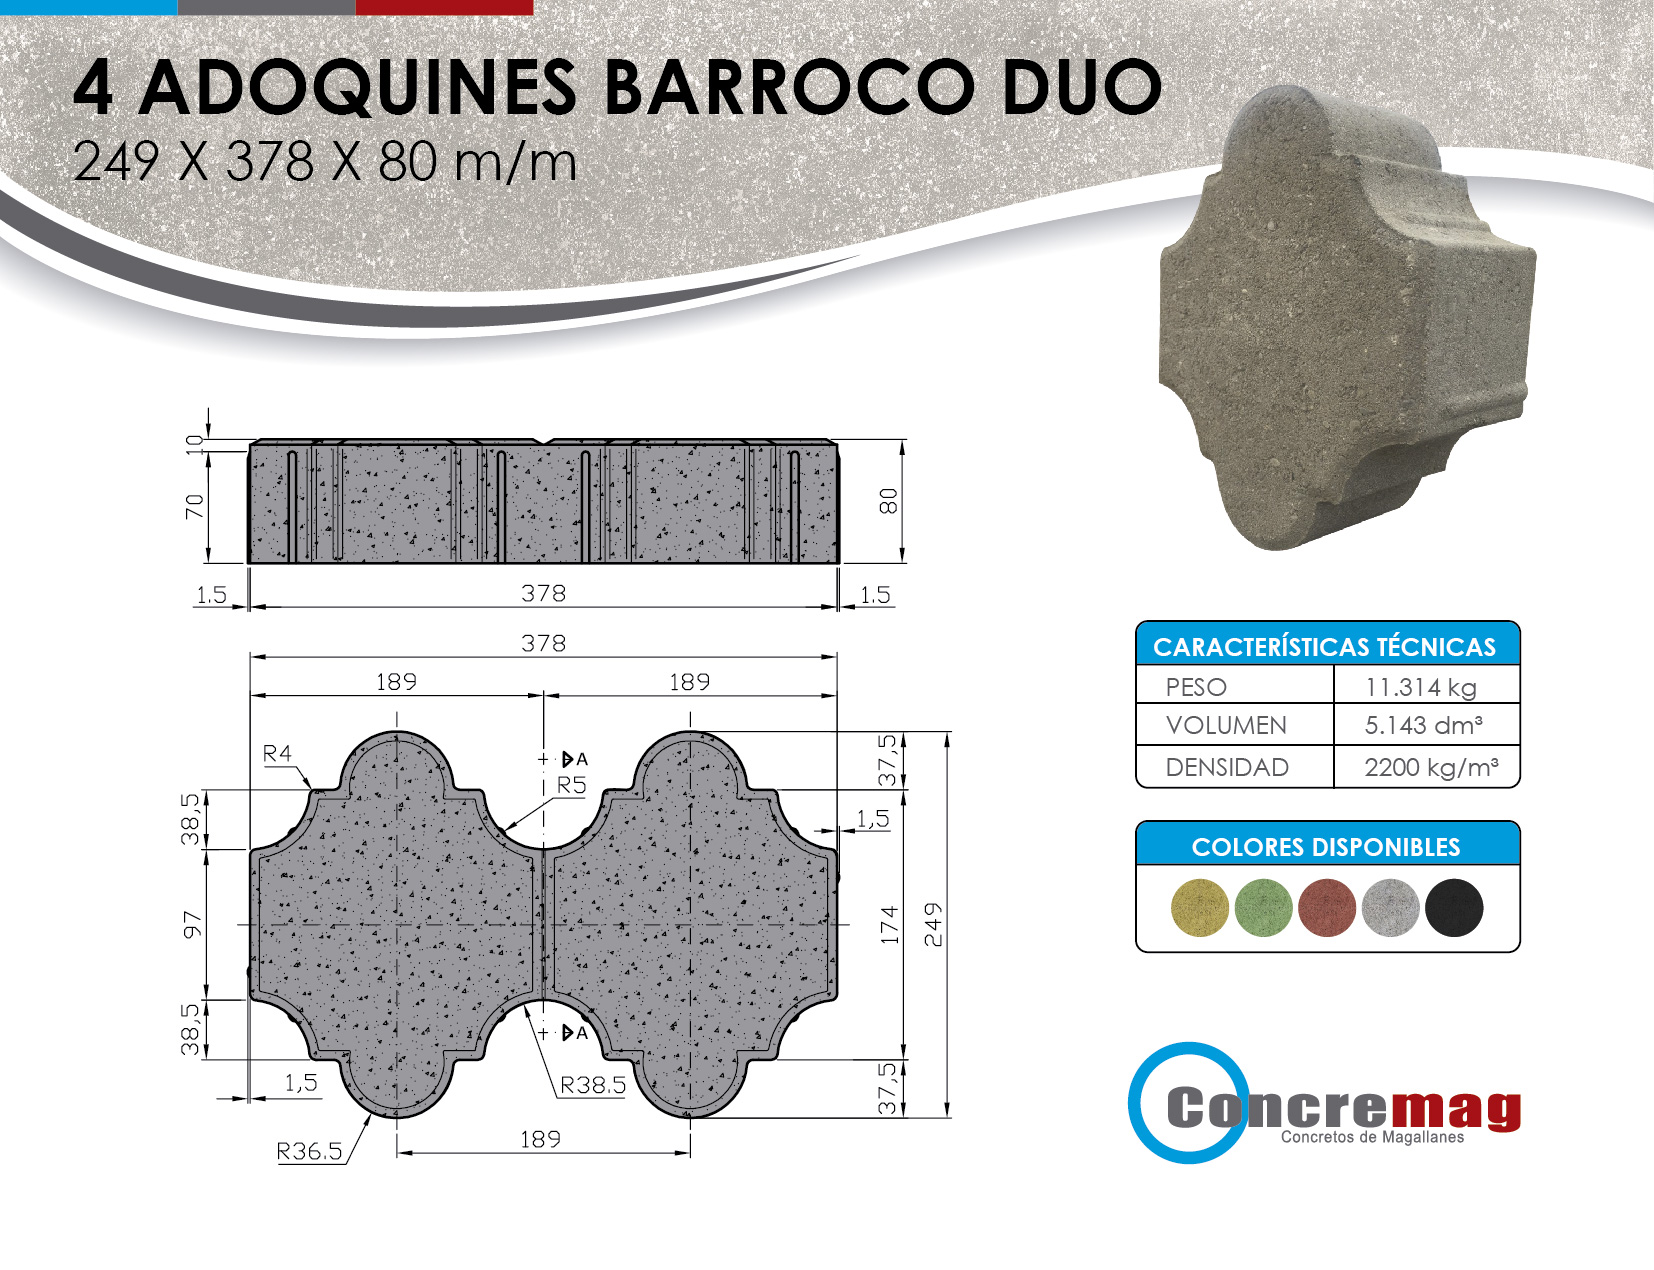 4 ADOQUINES BARROCO DUO
249 X 378 X 80 m/m
10
70
80
1.5
378
1.5
378
189
189
R4
A
R5
37,5
38,5
1,5
97
174
249
38,5
A
1,5
R38.5
37,5
R36.5
189
CARACTERÍSTICAS TÉCNICAS
PESO 11.314 kg
VOLUMEN 5.143 dm³
DENSIDAD 2200 kg/m³
COLORES DISPONIBLES
Concremag
Concretos de Magallanes